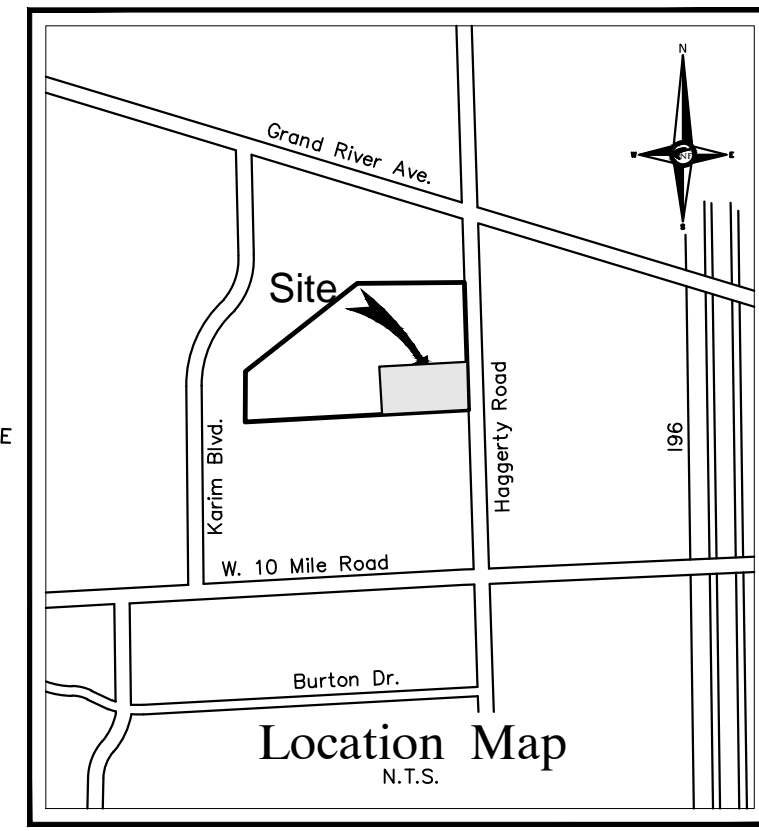 N
Grand River Ave.
W
E
S
Site
Haggerty Road
Karim Blvd.
I96
E
W. 10 Mile Road
Burton Dr.
Location Map
N.T.S.